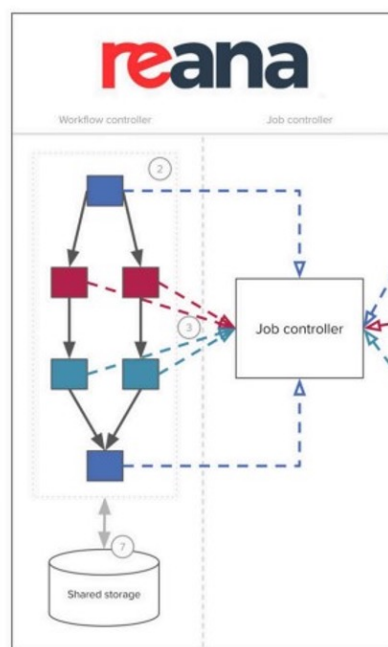 reana
Workflow controller
Job controller
2
Job controller
3
7
Shared storage